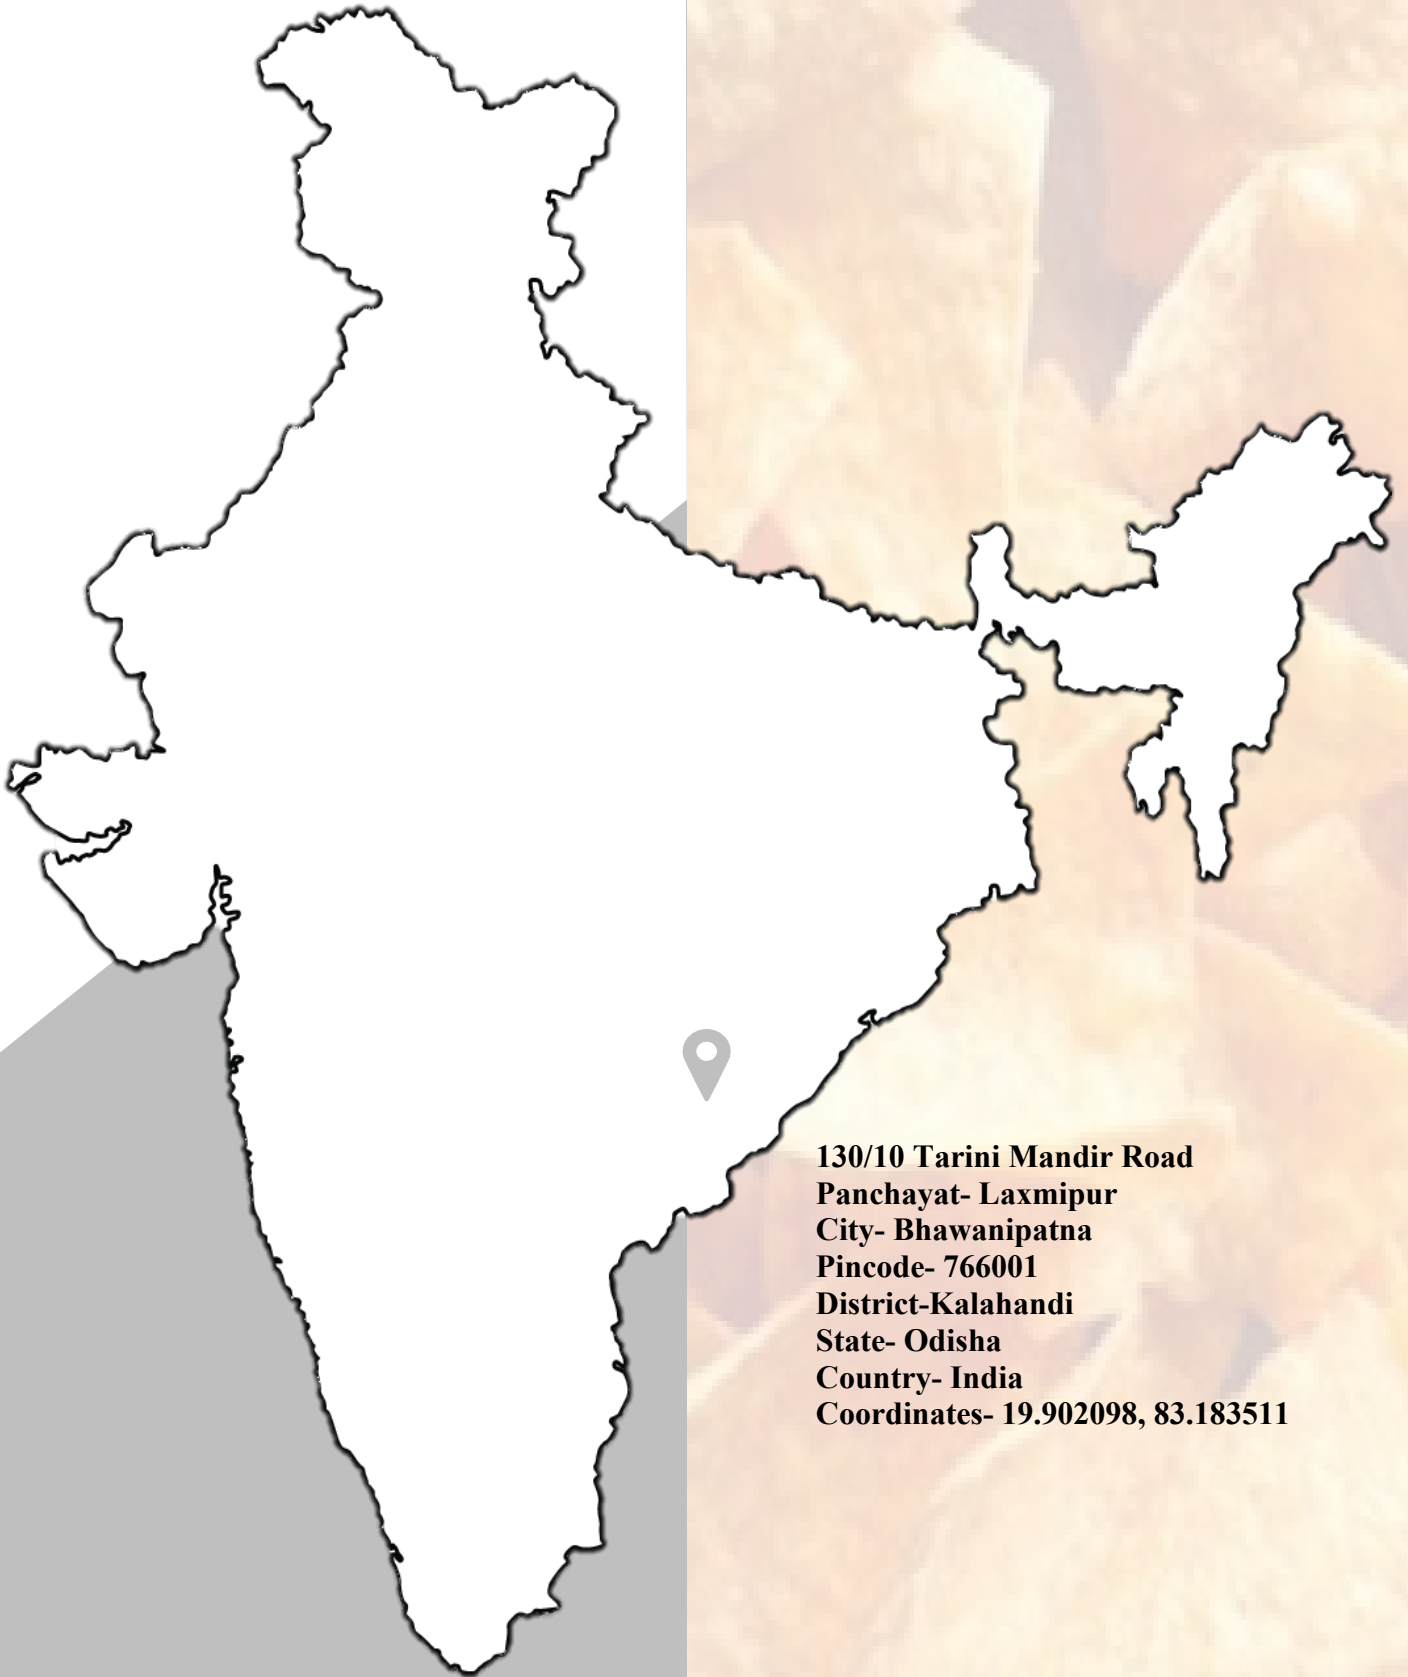 130/10 Tarini Mandir Road
Panchayat- Laxmipur
City- Bhawanipatna
Pincode- 766001
District-Kalahandi
State- Odisha
Country- India
Coordinates- 19.902098, 83.183511